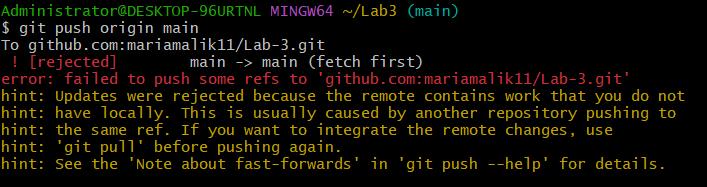 Administrator@DESKTOP-96URTNL MINGW64 ~/Lab3 (main)
$ git push origin main
To github.com:mariamalik11/Lab-3.git
 ! [rejected]        main -> main (fetch first)
error: failed to push some refs to 'github.com:mariamalik11/Lab-3.git'
hint: Updates were rejected because the remote contains work that you do not
hint: have locally. This is usually caused by another repository pushing to
hint: the same ref. If you want to integrate the remote changes, use
hint: 'git pull' before pushing again.
hint: See the 'Note about fast-forwards' in 'git push --help' for details.